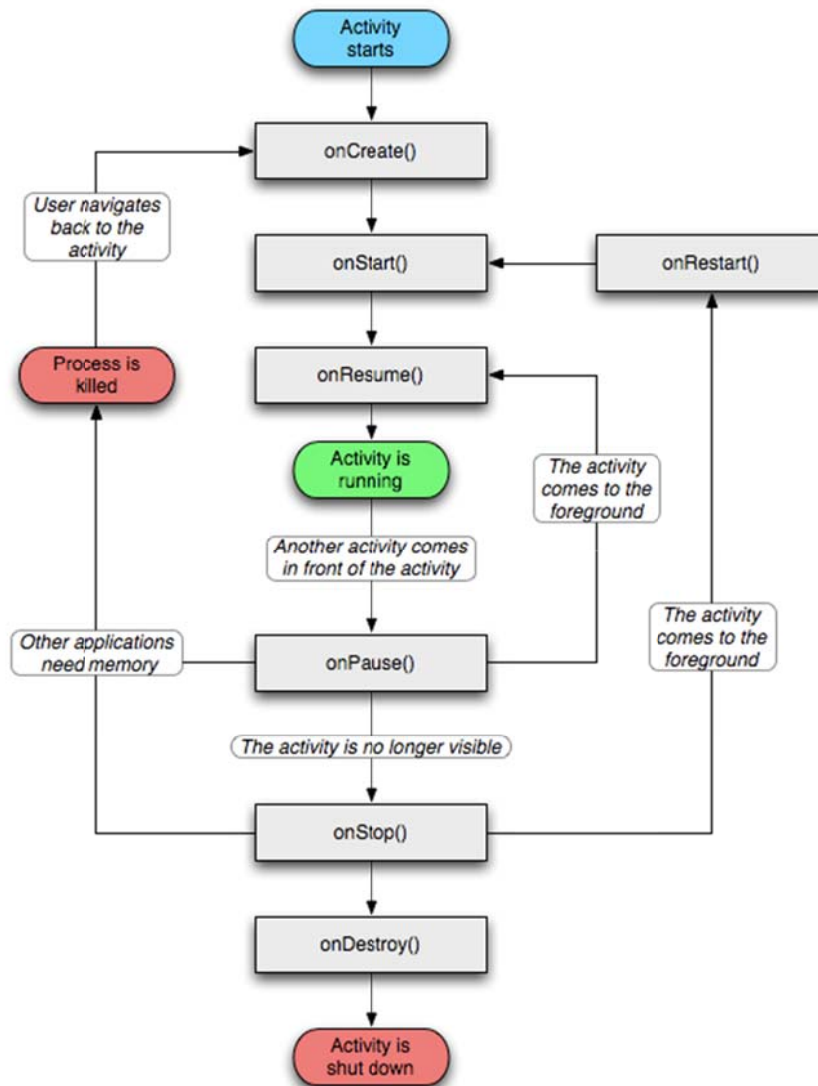 Activity
starts
onCreate()
User navigates
back to the
activity
onStart()
onRestart()
Process is
killed
onResume()
Activity is
running
The activity
comes to the
foreground
Another activity comes
in front of the activity
The activity
comes to the
foreground
Other applications
need memory
onPause()
The activity is no longer visible
onStop()
onDestroy()
Activity is
shut down